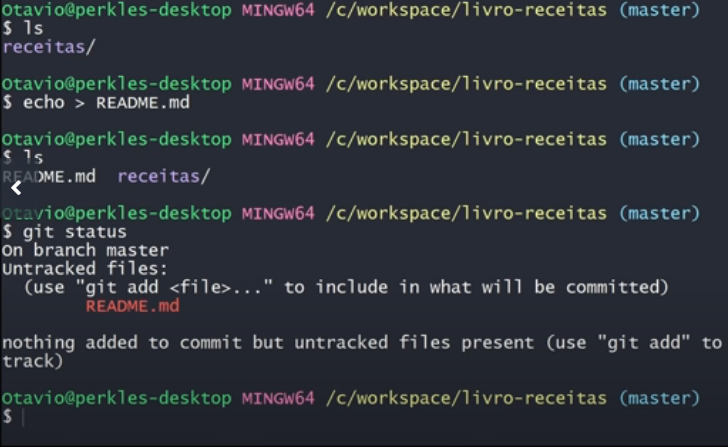 Otavio@perkles-desktop MINGW64 /c/workspace/livro-receitas (master)
$ ls
receitas/
Otavio@perkles-desktop MINGW64 /c/workspace/livro-receitas (master)
$ echo > README.md
Otavio@perkles-desktop MINGW64 /c/workspace/livro-receitas (master)
$ ls
README.md  receitas/
Otavio@perkles-desktop MINGW64 /c/workspace/livro-receitas (master)
$ git status
On branch master
Untracked files:
  (use "git add <file>..." to include in what will be committed)
        README.md
nothing added to commit but untracked files present (use "git add" to
track)
Otavio@perkles-desktop MINGW64 /c/workspace/livro-receitas (master)
$